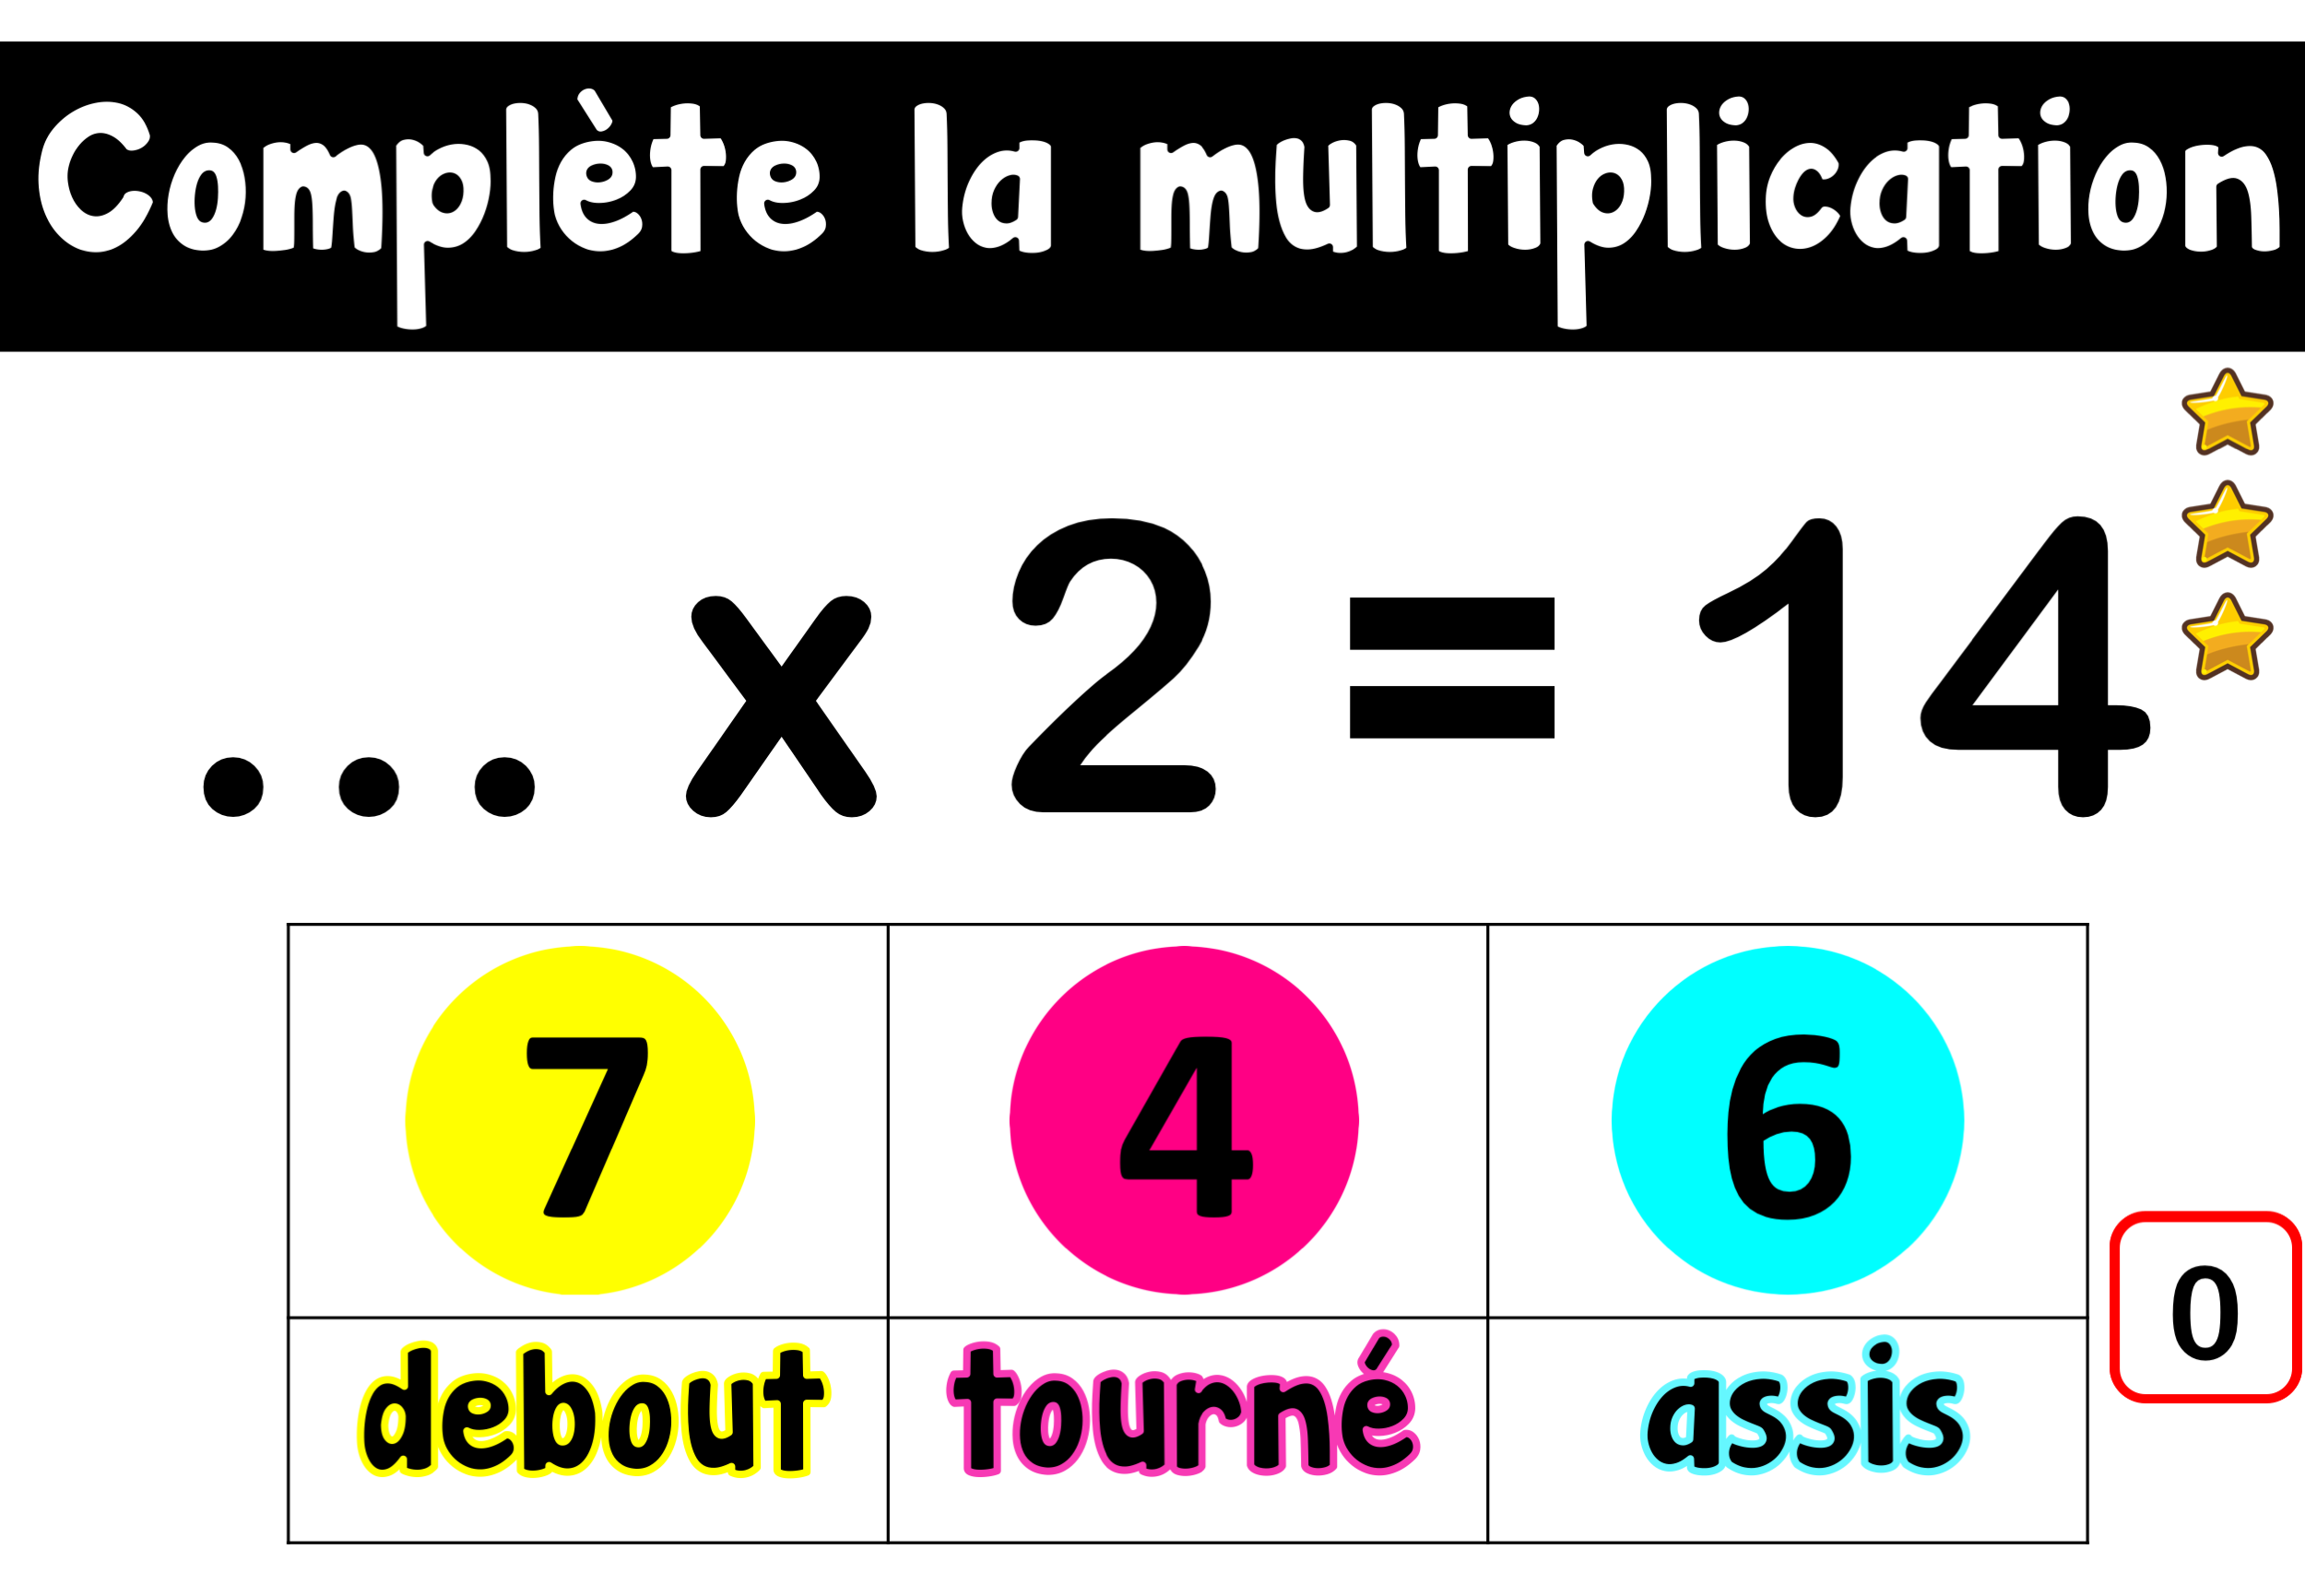 Complète la multiplication
... x 2 = 14
7 4 6
0
debout tourné assis